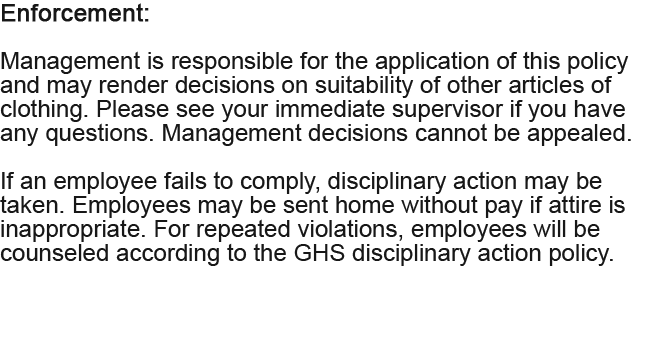 Enforcement:
Management is responsible for the application of this policy
and may render decisions on suitability of other articles of
clothing. Please see your immediate supervisor if you have
any questions. Management decisions cannot be appealed.
If an employee fails to comply, disciplinary action may be
taken. Employees may be sent home without pay if attire is
inappropriate. For repeated violations, employees will be
counseled according to the GHS disciplinary action policy.